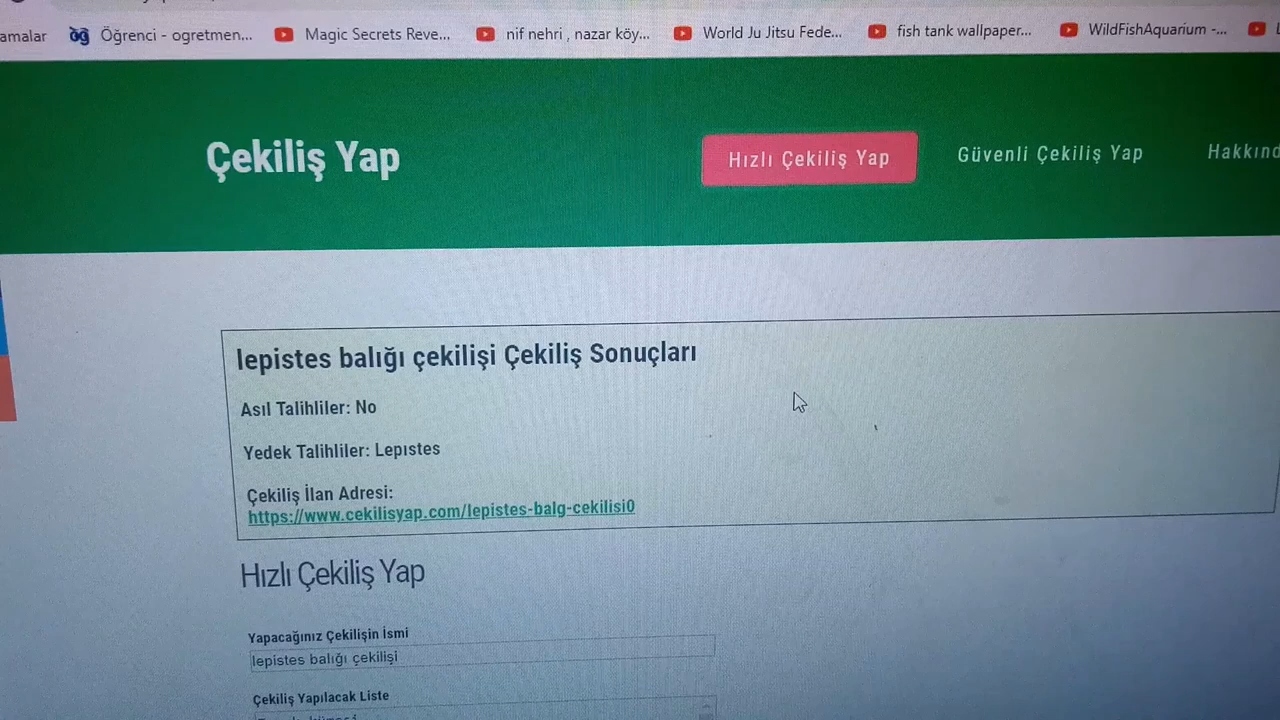 amalar Öğrenci - ogretmen... Magic Secrets Reve... nif nehri , nazar köy... World Ju Jitsu Fede... fish tank wallpaper... WildFishAquarium -...
Çekiliş Yap
Hızlı Çekiliş Yap Güvenli Çekiliş Yap Hakkınd
lepistes balığı çekilişi Çekiliş Sonuçları
Asıl Talihliler: No
Yedek Talihliler: Lepıstes
Çekiliş İlan Adresi:
https://www.cekilisyap.com/lepistes-balg-cekilisi0
Hızlı Çekiliş Yap
Yapacağınız Çekilişin İsmi
lepistes balığı çekilişi
Çekiliş Yapılacak Liste